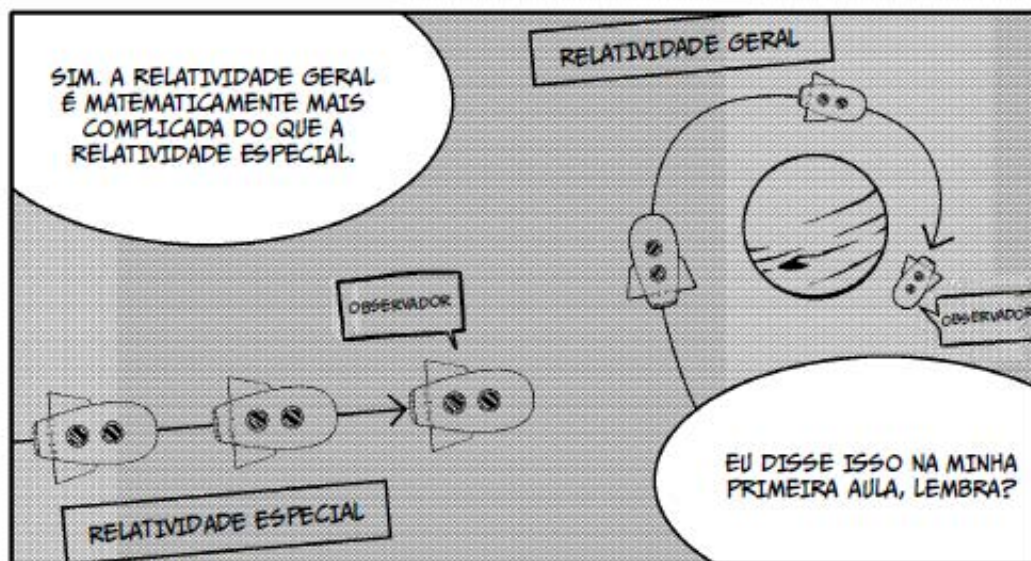 SIM. A RELATIVIDADE GERAL
É MATEMATICAMENTE MAIS
COMPLICADA DO QUE A
RELATIVIDADE ESPECIAL.
RELATIVIDADE GERAL
OBSERVADOR
OBSERVADOR
RELATIVIDADE ESPECIAL
EU DISSE ISSO NA MINHA
PRIMEIRA AULA, LEMBRA?